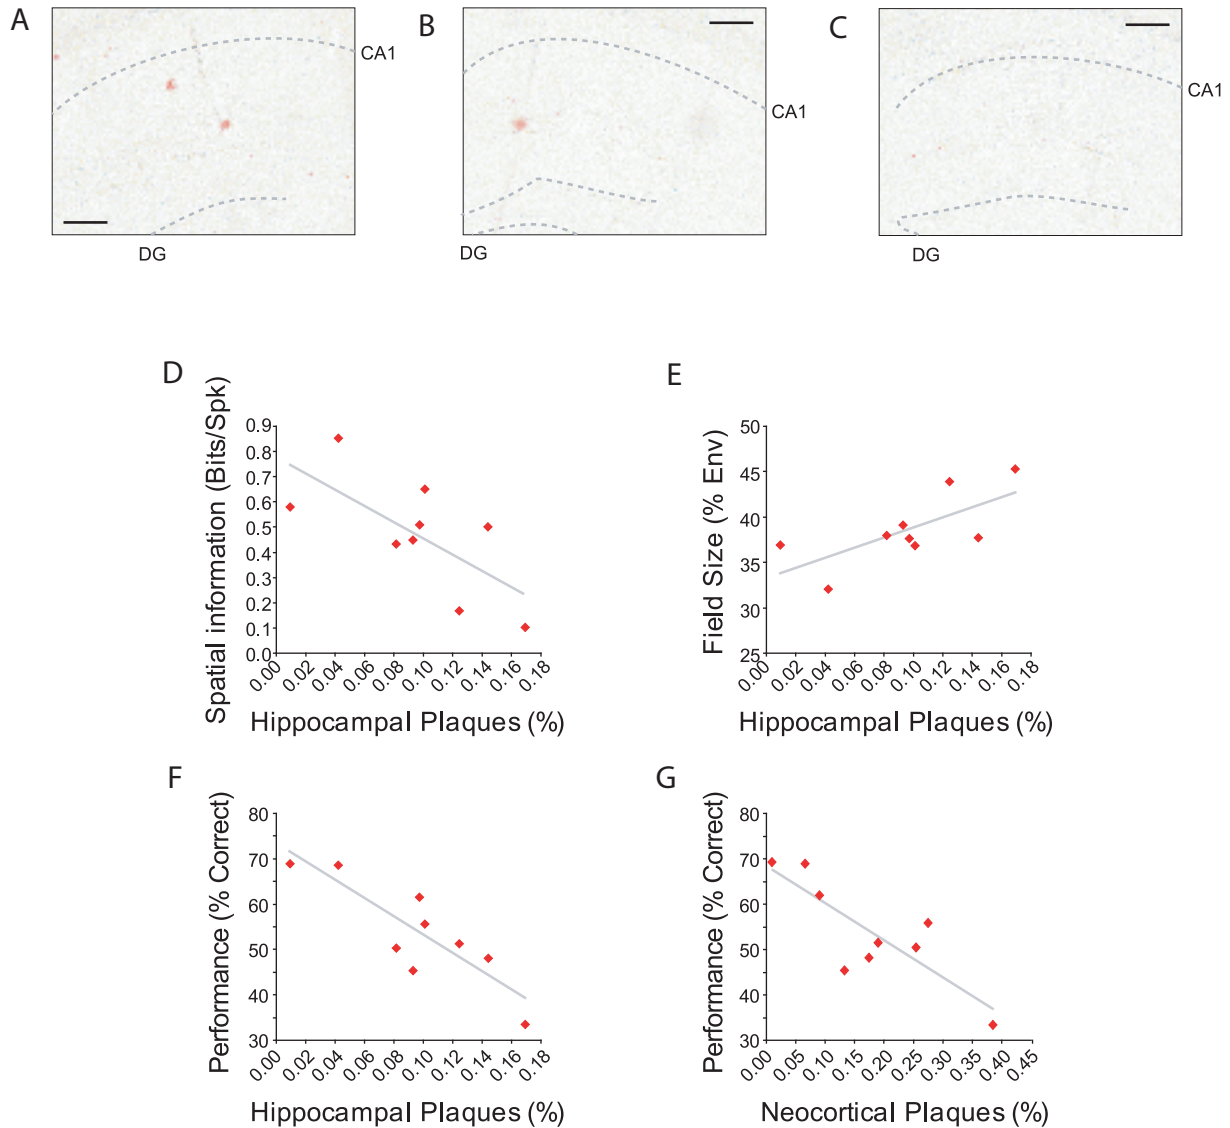 A
B
C
CA1
CA1
CA1
DG
DG
DG
D
E
Spatial information (Bits/Spk)
0.9
0.8
0.7
0.6
0.5
0.4
0.3
0.2
0.1
0.0
0.00 0.02 0.04 0.06 0.08 0.10 0.12 0.14 0.16 0.18
Hippocampal Plaques (%)
Field Size (% Env)
50
45
40
35
30
25
0.00 0.02 0.04 0.06 0.08 0.10 0.12 0.14 0.16 0.18
Hippocampal Plaques (%)
F
G
Performance (% Correct)
80
70
60
50
40
30
0.00 0.02 0.04 0.06 0.08 0.10 0.12 0.14 0.16 0.18
Hippocampal Plaques (%)
Performance (% Correct)
80
70
60
50
40
30
0.00 0.05 0.10 0.15 0.20 0.25 0.30 0.35 0.40 0.45
Neocortical Plaques (%)